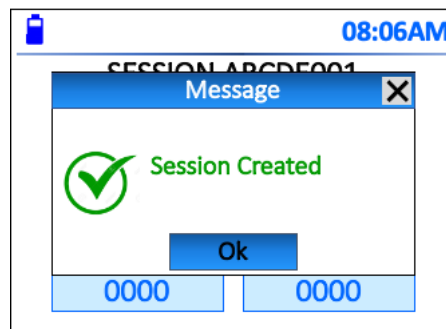 08:06AM
SESSION ABCDE001
Message
Session Created
Ok
0000 0000